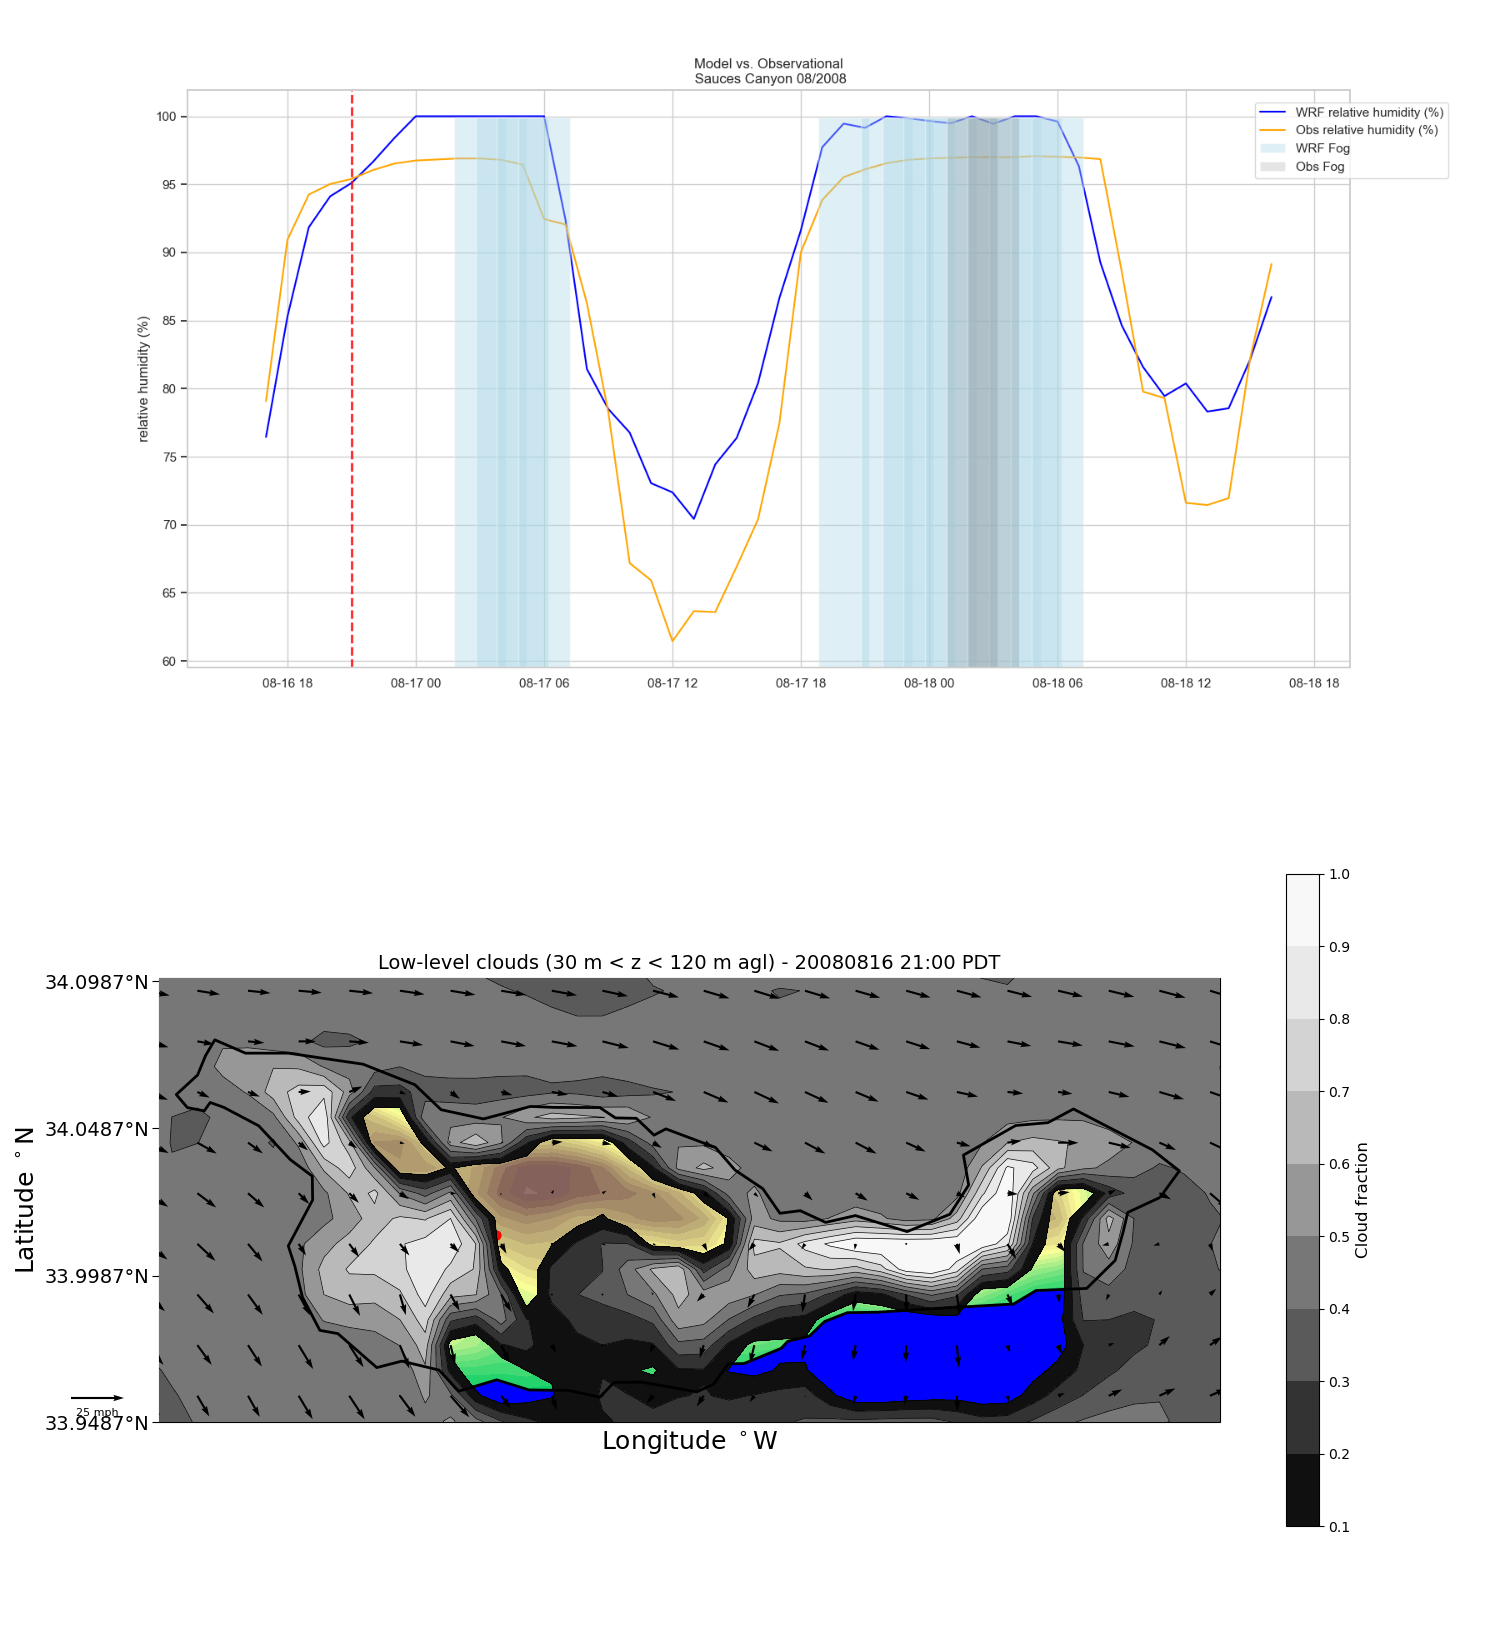 Model vs. Observational
Sauces Canyon 08/2008
WRF relative humidity (%)
Obs relative humidity (%)
WRF Fog
Obs Fog
relative humidity (%)
100
95
90
85
80
75
70
65
60
08-16 18
08-17 00
08-17 06
08-17 12
08-17 18
08-18 00
08-18 06
08-18 12
08-18 18
Low-level clouds (30 m < z < 120 m agl) - 20080816 21:00 PDT
34.0987°N
34.0487°N
33.9987°N
33.9487°N
Latitude °N
25 mph
Longitude °W
1.0
0.9
0.8
0.7
0.6
0.5
0.4
0.3
0.2
0.1
Cloud fraction